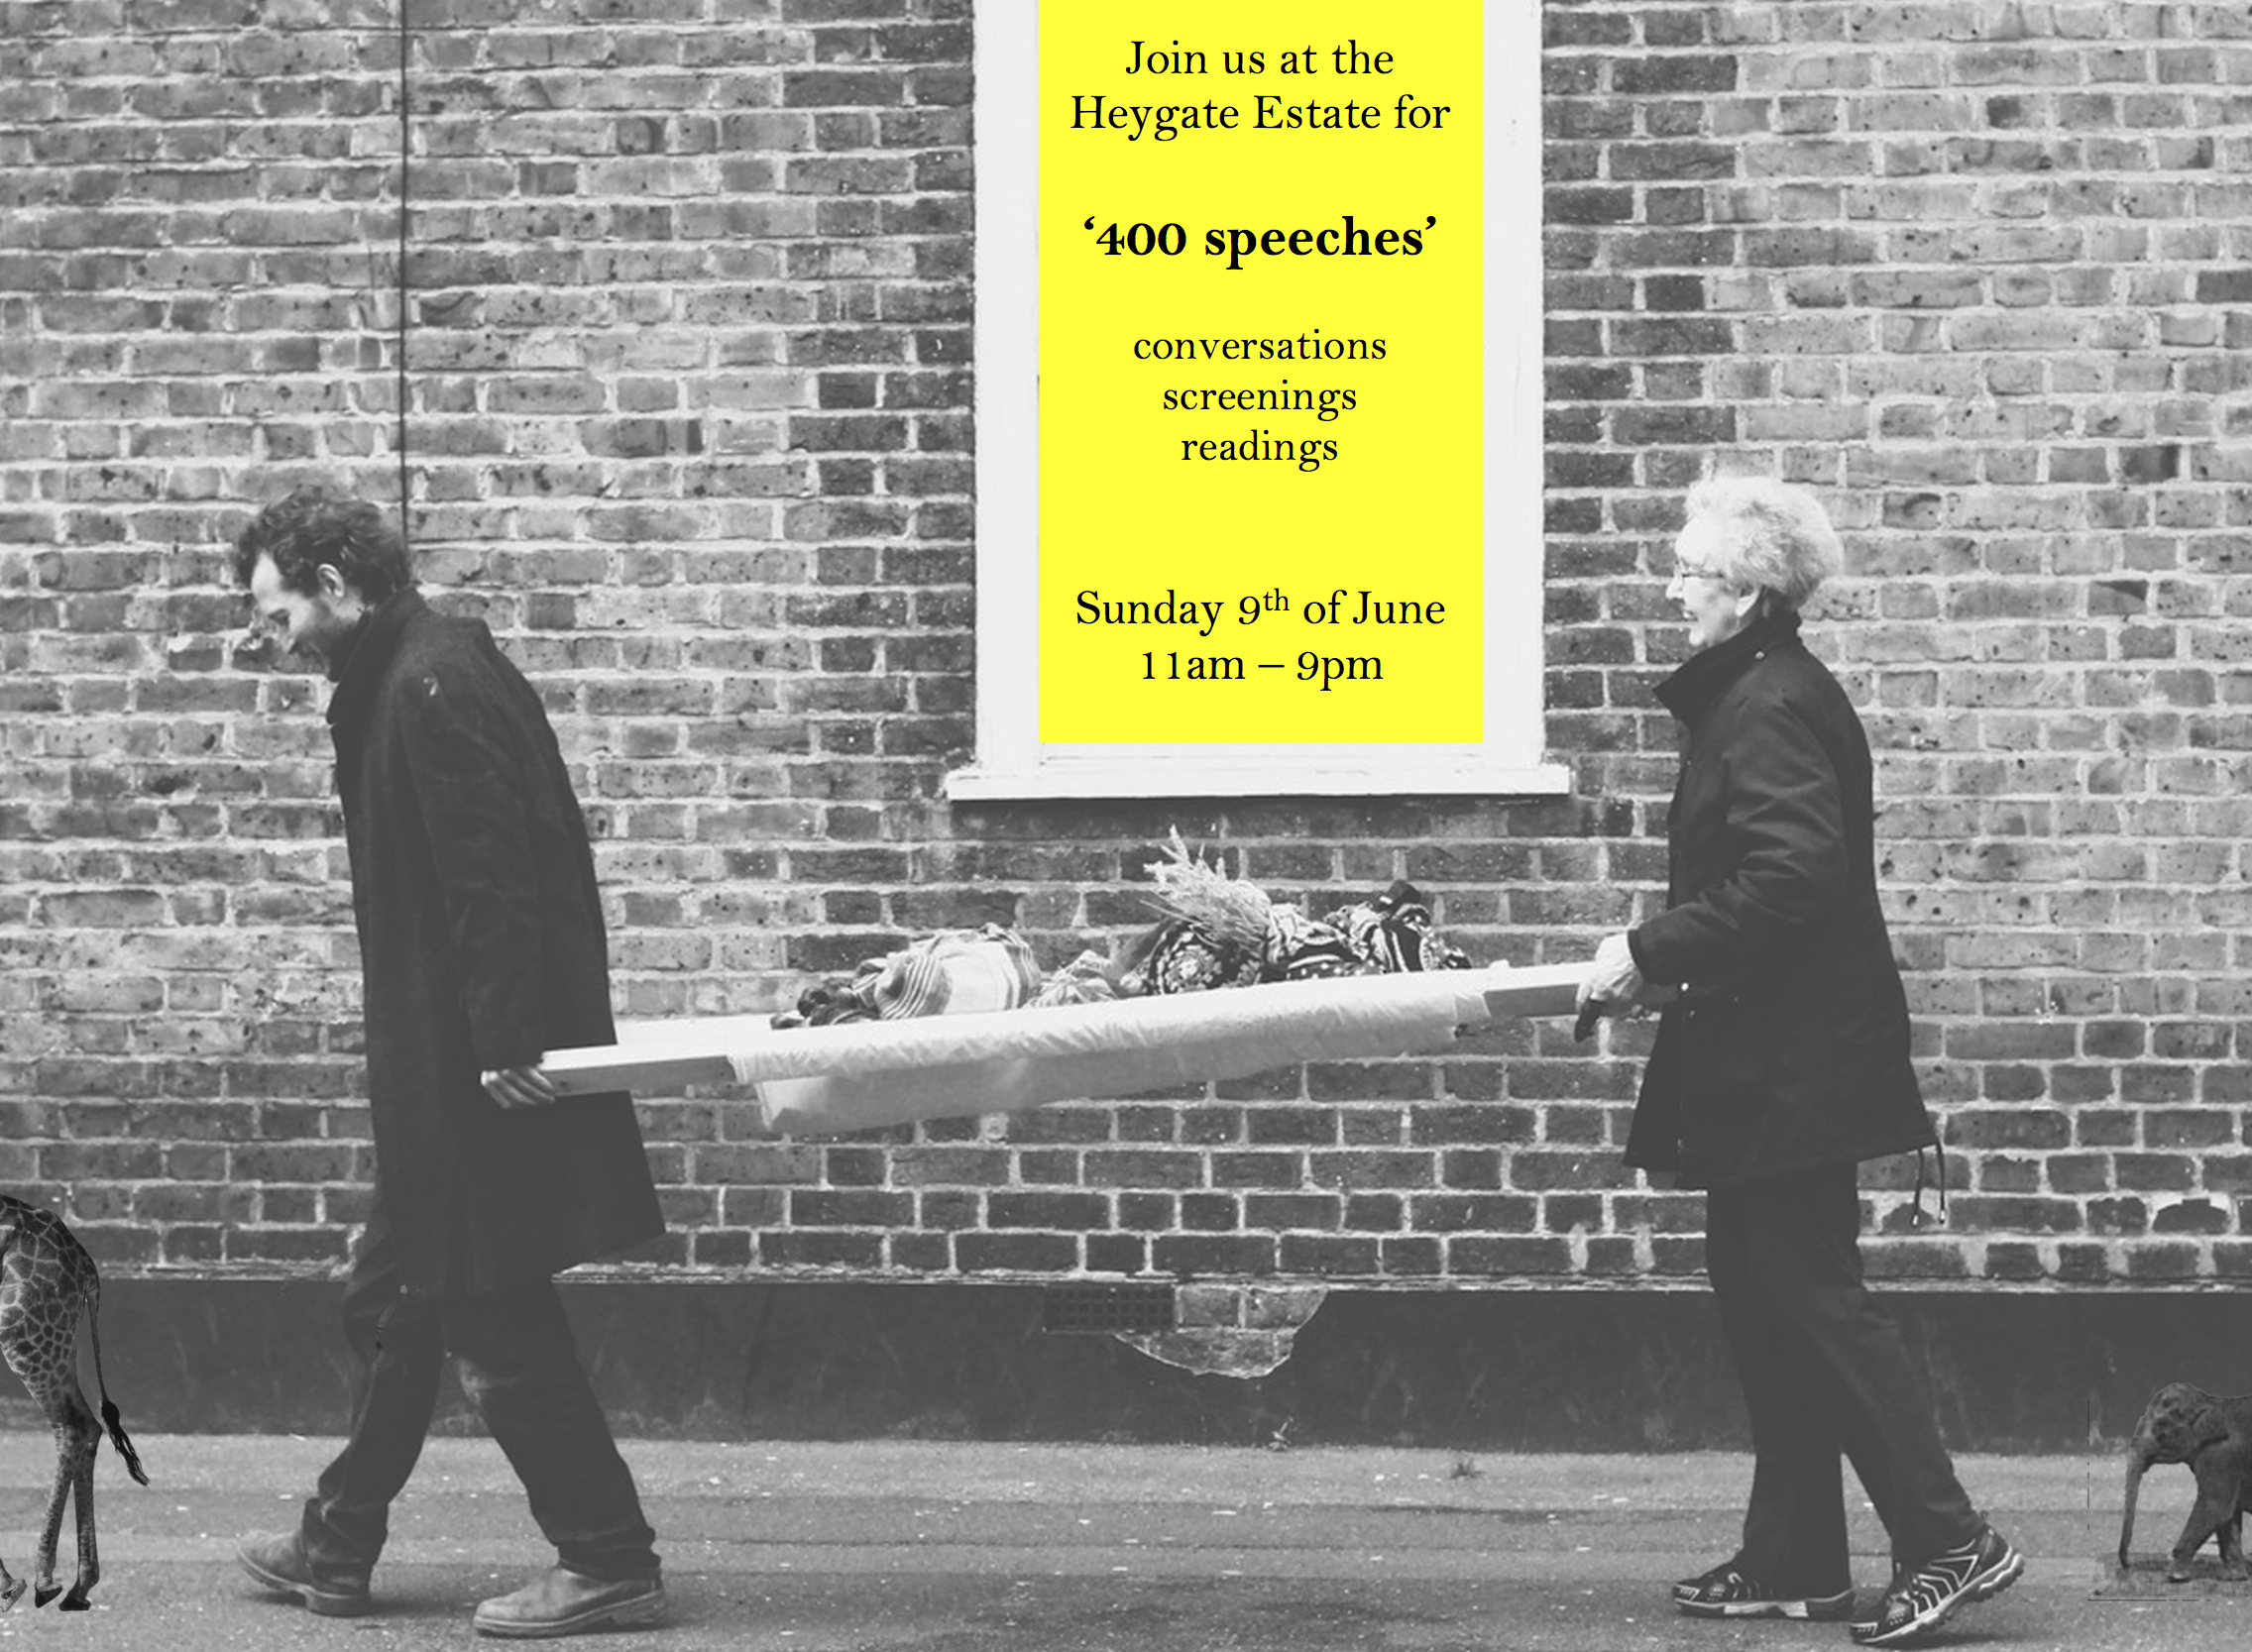 Join us at the
Heygate Estate for
‘400 speeches’
conversations
screenings
readings
Sunday 9th of June
11am – 9pm